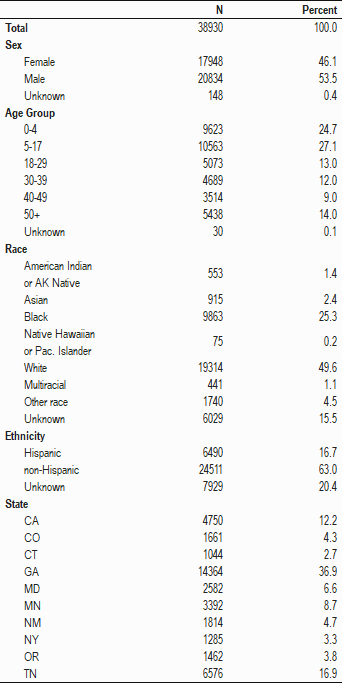 N Percent
Total 38930 100.0
Sex
Female 17948 46.1
Male 20834 53.5
Unknown 148 0.4
Age Group
0-4 9623 24.7
5-17 10563 27.1
18-29 5073 13.0
30-39 4689 12.0
40-49 3514 9.0
50+ 5438 14.0
Unknown 30 0.1
Race
American Indian
or AK Native 553 1.4
Asian 915 2.4
Black 9863 25.3
Native Hawaiian
or Pac. Islander 75 0.2
White 19314 49.6
Multiracial 441 1.1
Other race 1740 4.5
Unknown 6029 15.5
Ethnicity
Hispanic 6490 16.7
non-Hispanic 24511 63.0
Unknown 7929 20.4
State
CA 4750 12.2
CO 1661 4.3
CT 1044 2.7
GA 14364 36.9
MD 2582 6.6
MN 3392 8.7
NM 1814 4.7
NY 1285 3.3
OR 1462 3.8
TN 6576 16.9